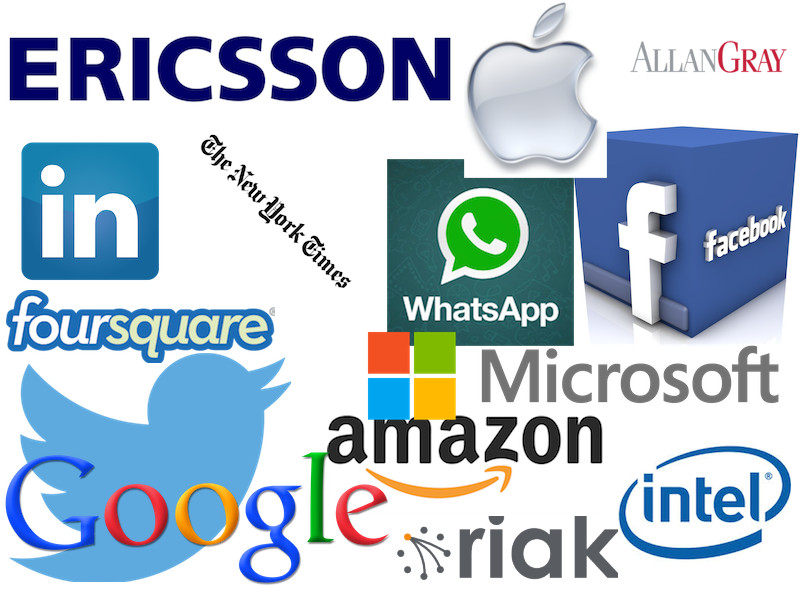 ERICSSON
ALLANGRAY
in
The New York Times
WhatsApp
f
facebook
foursquare®
Microsoft
amazon
Google
intel®
riak